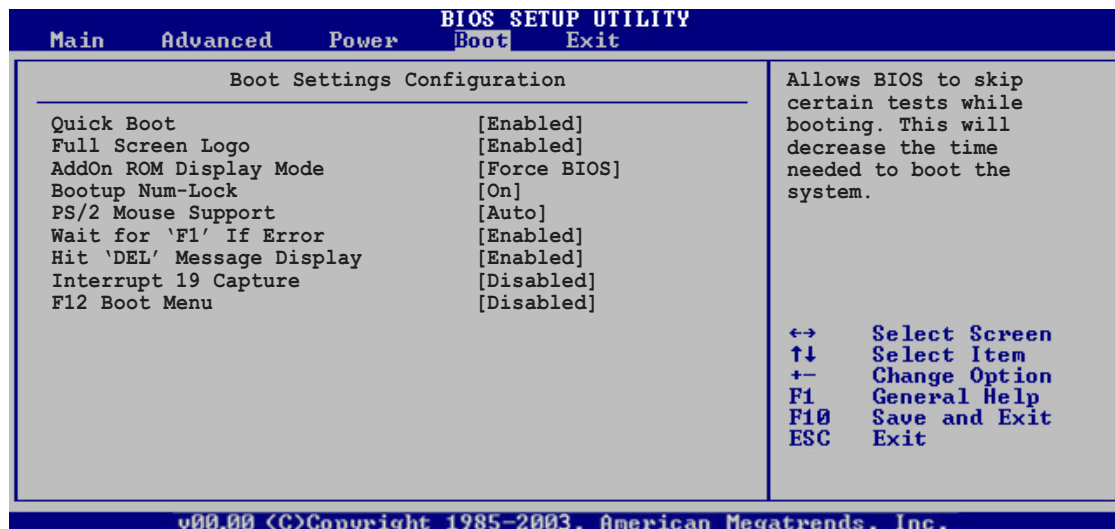 BIOS SETUP UTILITY
Main Advanced Power Boot Exit
Boot Settings Configuration
Quick Boot [Enabled]
Full Screen Logo [Enabled]
AddOn ROM Display Mode [Force BIOS]
Bootup Num-Lock [On]
PS/2 Mouse Support [Auto]
Wait for ‘F1’ If Error [Enabled]
Hit ‘DEL’ Message Display [Enabled]
Interrupt 19 Capture [Disabled]
F12 Boot Menu [Disabled]
Allows BIOS to skip
certain tests while
booting. This will
decrease the time
needed to boot the
system.
←→ Select Screen
↑↓ Select Item
+- Change Option
F1 General Help
F10 Save and Exit
ESC Exit
v00.00 (C)Copyright 1985-2003, American Megatrends, Inc.